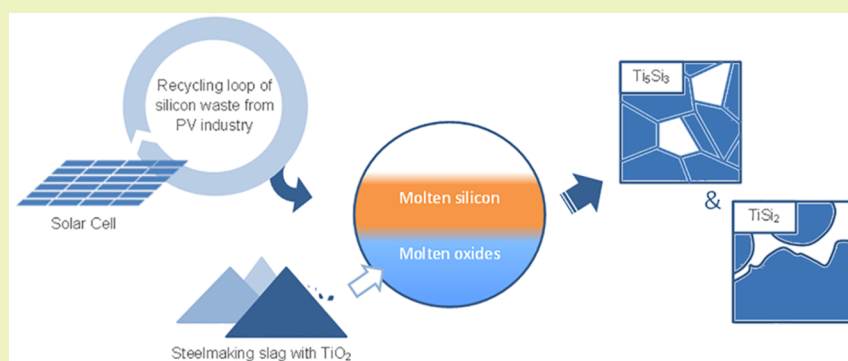 Recycling loop of
silicon waste from
PV industry
Solar Cell
Steelmaking slag with TiO₂
Molten silicon
Molten oxides
Ti₅Si₃
&
TiSi₂